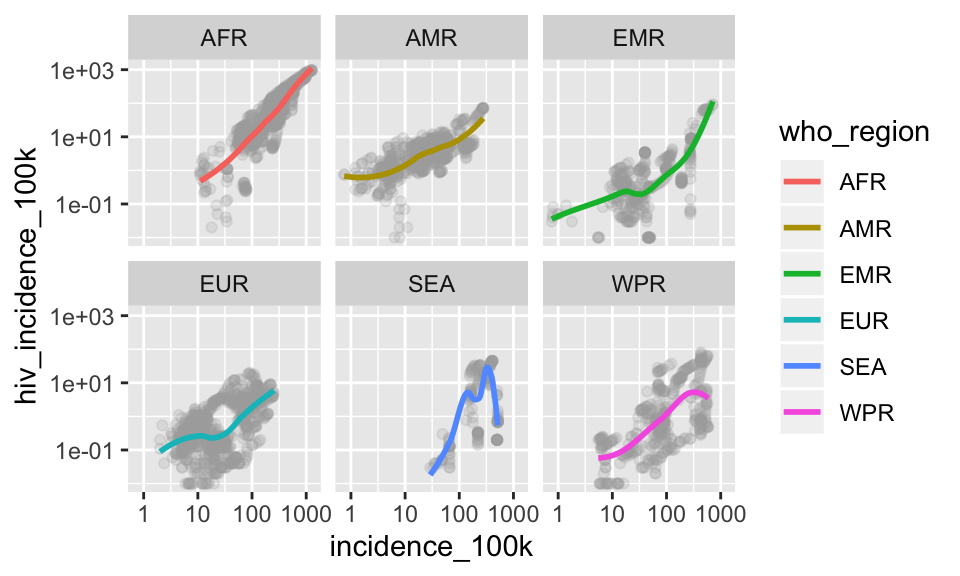 AFR AMR EMR
1e+03
1e+01
1e-01
EUR SEA WPR
1e+03
1e+01
1e-01
1 10 100 1000 1 10 100 1000 1 10 100 1000
incidence_100k
hiv_incidence_100k
who_region
AFR
AMR
EMR
EUR
SEA
WPR